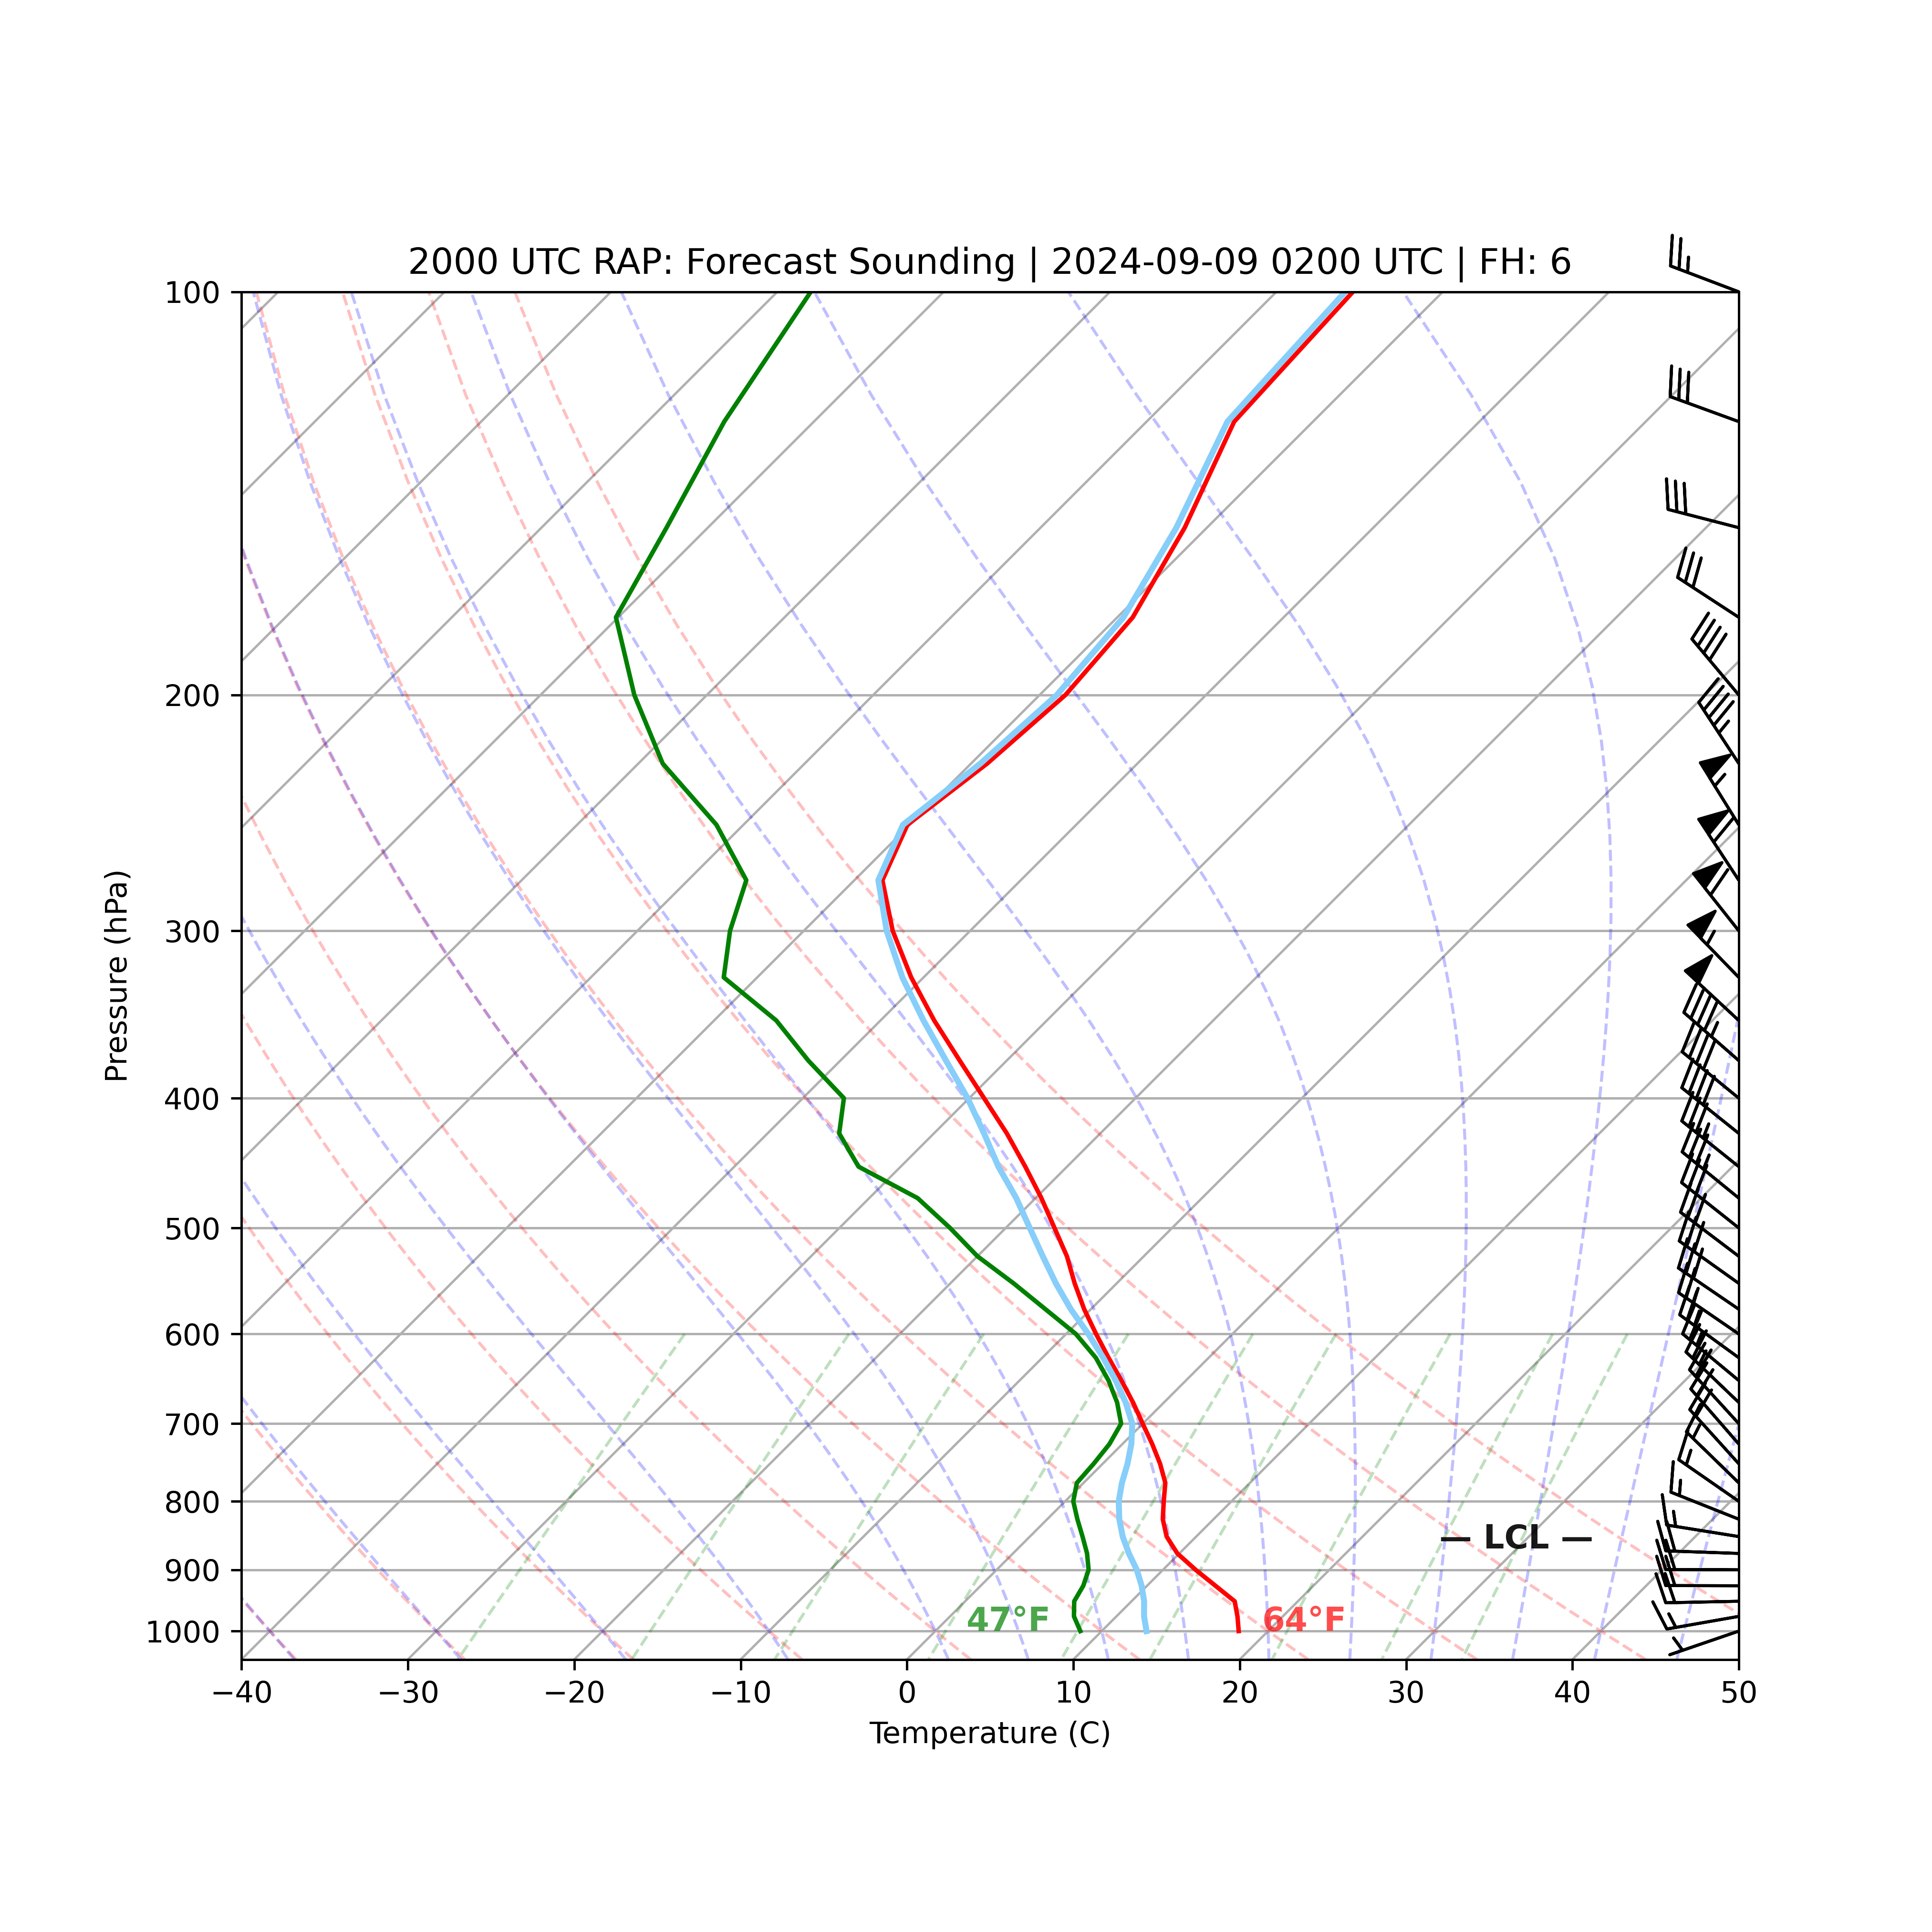 2000 UTC RAP: Forecast Sounding | 2024-09-09 0200 UTC | FH: 6
100
200
300
400
500
600
700
800
900
1000
Pressure (hPa)
— LCL —
47°F
64°F
−40 −30 −20 −10 0 10 20 30 40 50
Temperature (C)